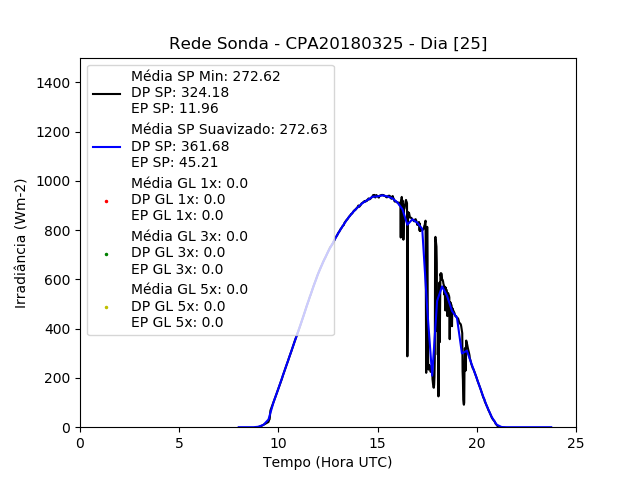 Rede Sonda - CPA20180325 - Dia [25]
Média SP Min: 272.62
DP SP: 324.18
EP SP: 11.96
Média SP Suavizado: 272.63
DP SP: 361.68
EP SP: 45.21
Média GL 1x: 0.0
DP GL 1x: 0.0
EP GL 1x: 0.0
Média GL 3x: 0.0
DP GL 3x: 0.0
EP GL 3x: 0.0
Média GL 5x: 0.0
DP GL 5x: 0.0
EP GL 5x: 0.0
Irradiância (Wm-2)
1400
1200
1000
800
600
400
200
0
0 5 10 15 20 25
Tempo (Hora UTC)